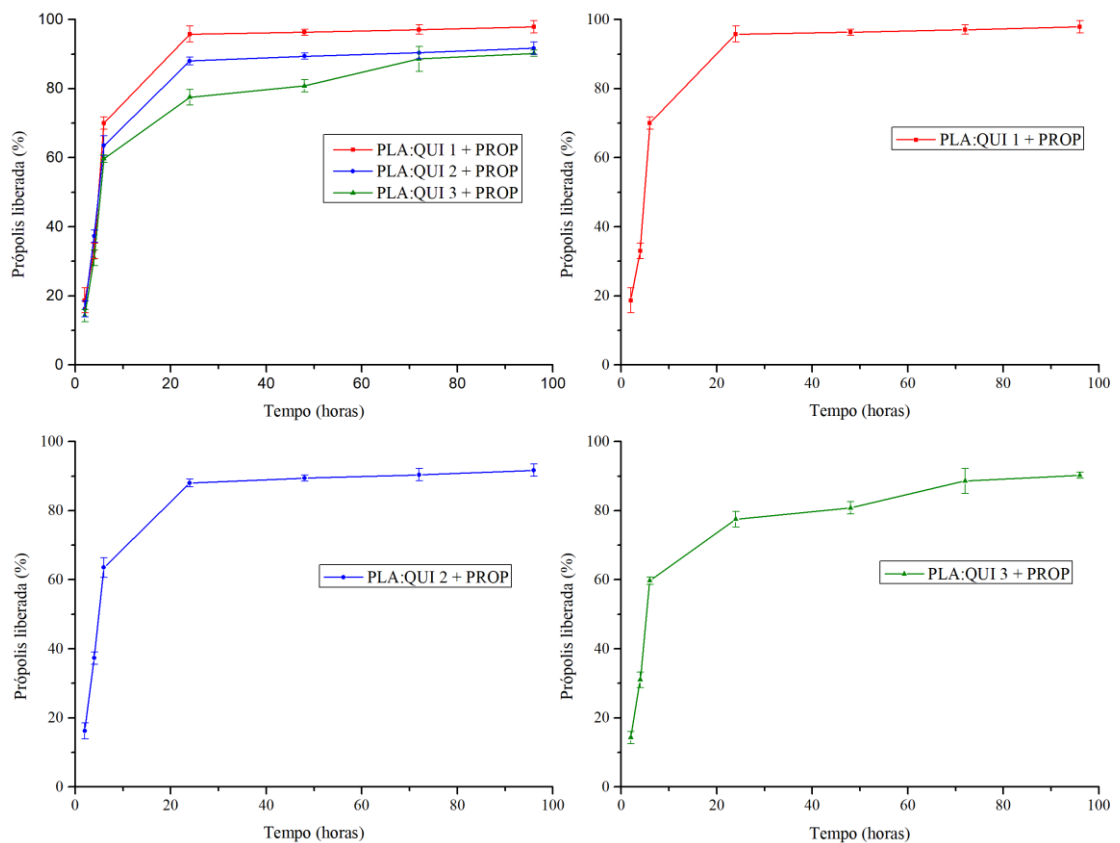 100
80
60
40
20
0
Própolis liberada (%)
PLA:QUI 1 + PROP
PLA:QUI 2 + PROP
PLA:QUI 3 + PROP
0 20 40 60 80 100
Tempo (horas)
100
80
60
40
20
0
Própolis liberada (%)
PLA:QUI 1 + PROP
0 20 40 60 80 100
Tempo (horas)
100
80
60
40
20
0
Própolis liberada (%)
PLA:QUI 2 + PROP
0 20 40 60 80 100
Tempo (horas)
100
80
60
40
20
0
Própolis liberada (%)
PLA:QUI 3 + PROP
0 20 40 60 80 100
Tempo (horas)